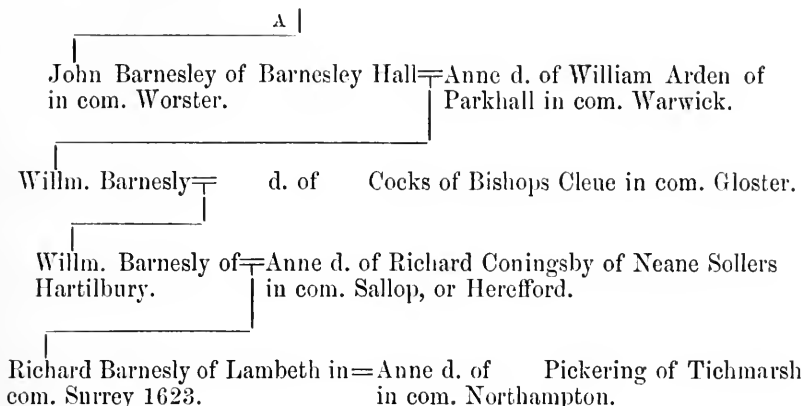 A
John Barnesley of Barnesley Hall=Anne d. of William Arden of
in com. Worster. Parkhall in com. Warwick.
Willm. Barnesly= d. of Cocks of Bishops Cleue in com. Gloster.
Willm. Barnesly of=Anne d. of Richard Coningsby of Neane Sollers
Hartilbury. in com. Sallop, or Herefford.
Richard Barnesly of Lambeth in=Anne d. of Pickering of Tichmarsh
com. Surrey 1623. in com. Northampton.